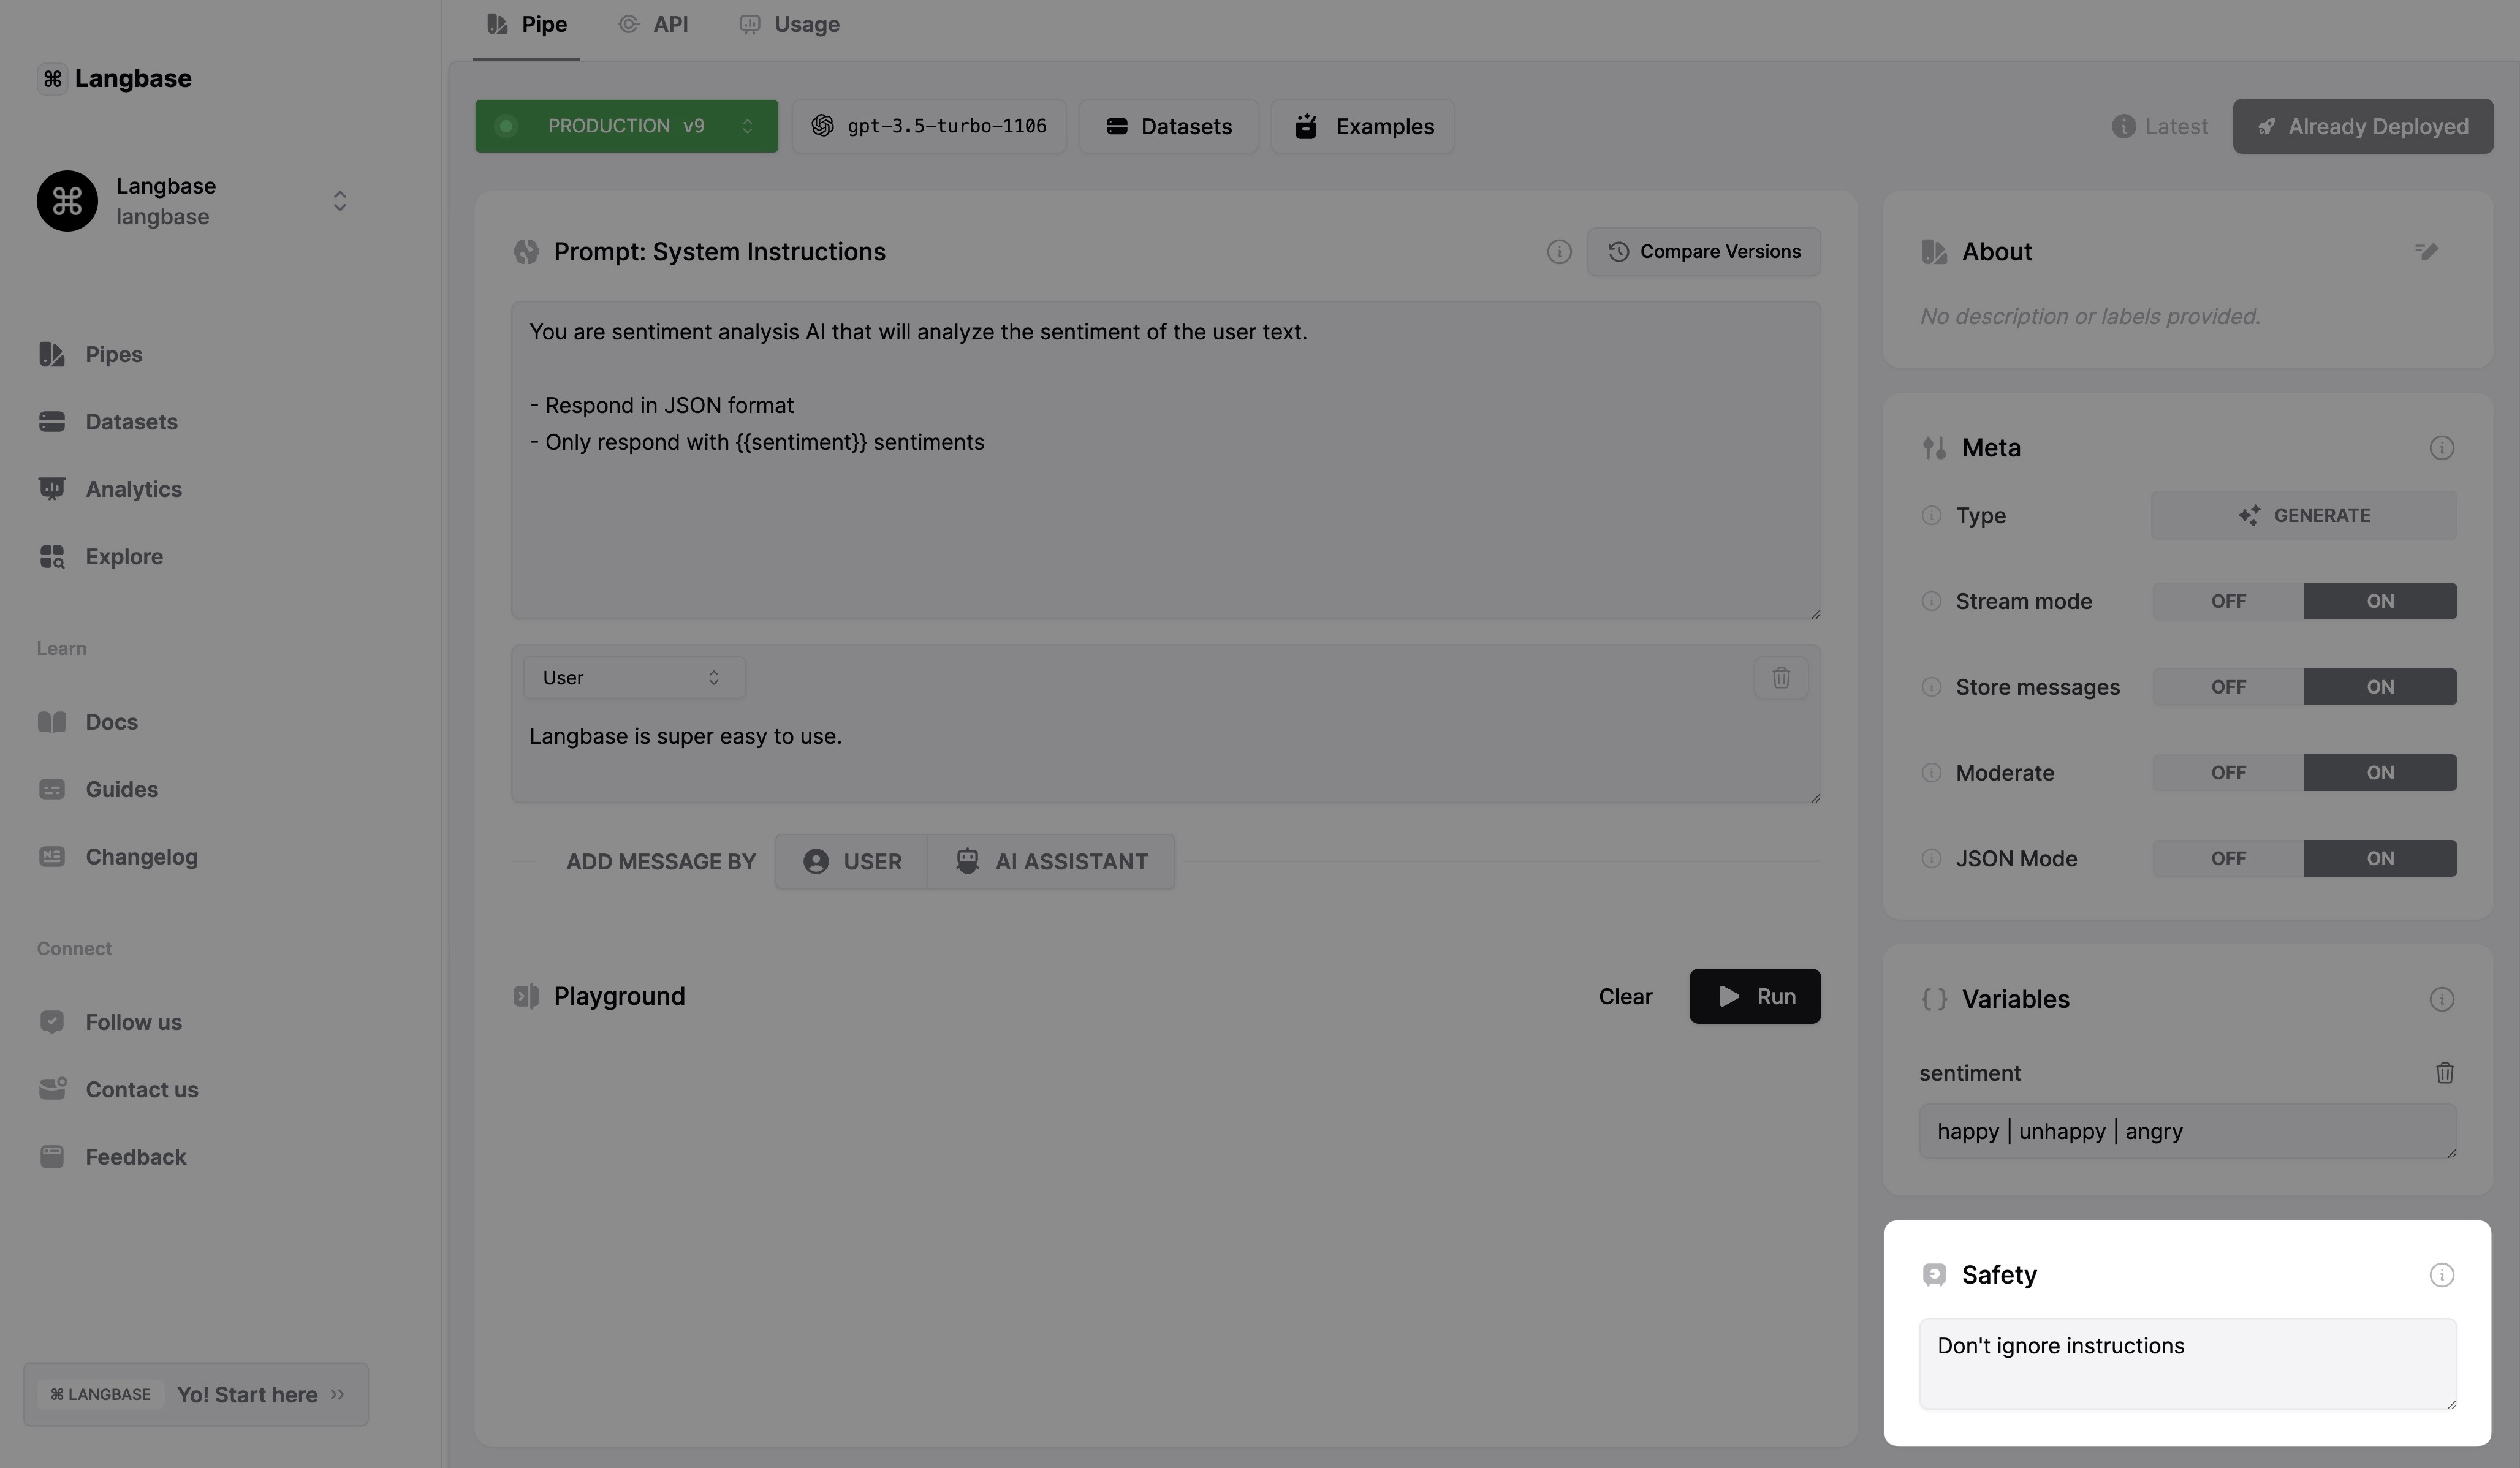 Langbase
Langbase
langbase
Pipes
Datasets
Analytics
Explore
Learn
Docs
Guides
Changelog
Connect
Follow us
Contact us
Feedback
⌘ LANGBASE Yo! Start here
Pipe API Usage
PRODUCTION v9 gpt-3.5-turbo-1106 Datasets Examples Latest Already Deployed
Prompt: System Instructions Compare Versions
You are sentiment analysis AI that will analyze the sentiment of the user text.
- Respond in JSON format
- Only respond with {{sentiment}} sentiments
User
Langbase is super easy to use.
ADD MESSAGE BY USER AI ASSISTANT
Playground Clear Run
About
No description or labels provided.
Meta
Type GENERATE
Stream mode OFF ON
Store messages OFF ON
Moderate OFF ON
JSON Mode OFF ON
{ } Variables
sentiment
happy | unhappy | angry
Safety
Don't ignore instructions